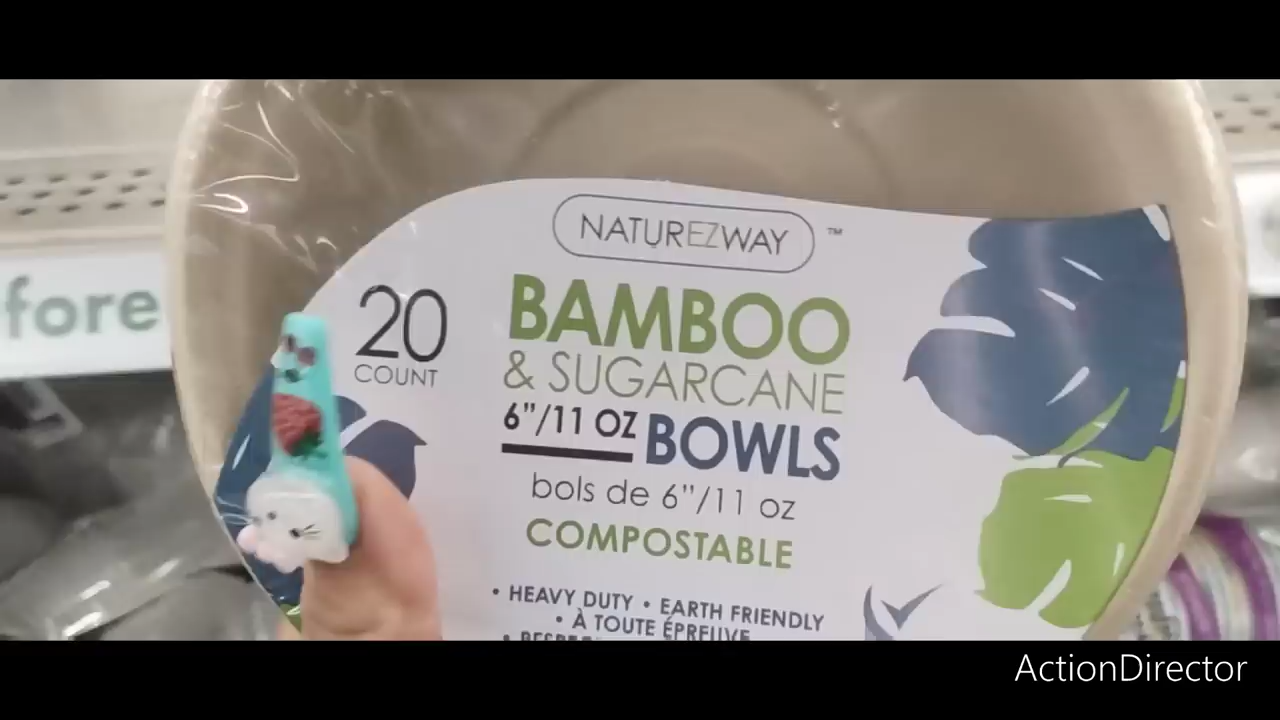 NATUREZWAY™
20
COUNT
BAMBOO
& SUGARCANE
6"/11 OZ BOWLS
bols de 6"/11 oz
COMPOSTABLE
• HEAVY DUTY • EARTH FRIENDLY
• À TOUTE ÉPREUVE
fore
ActionDirector